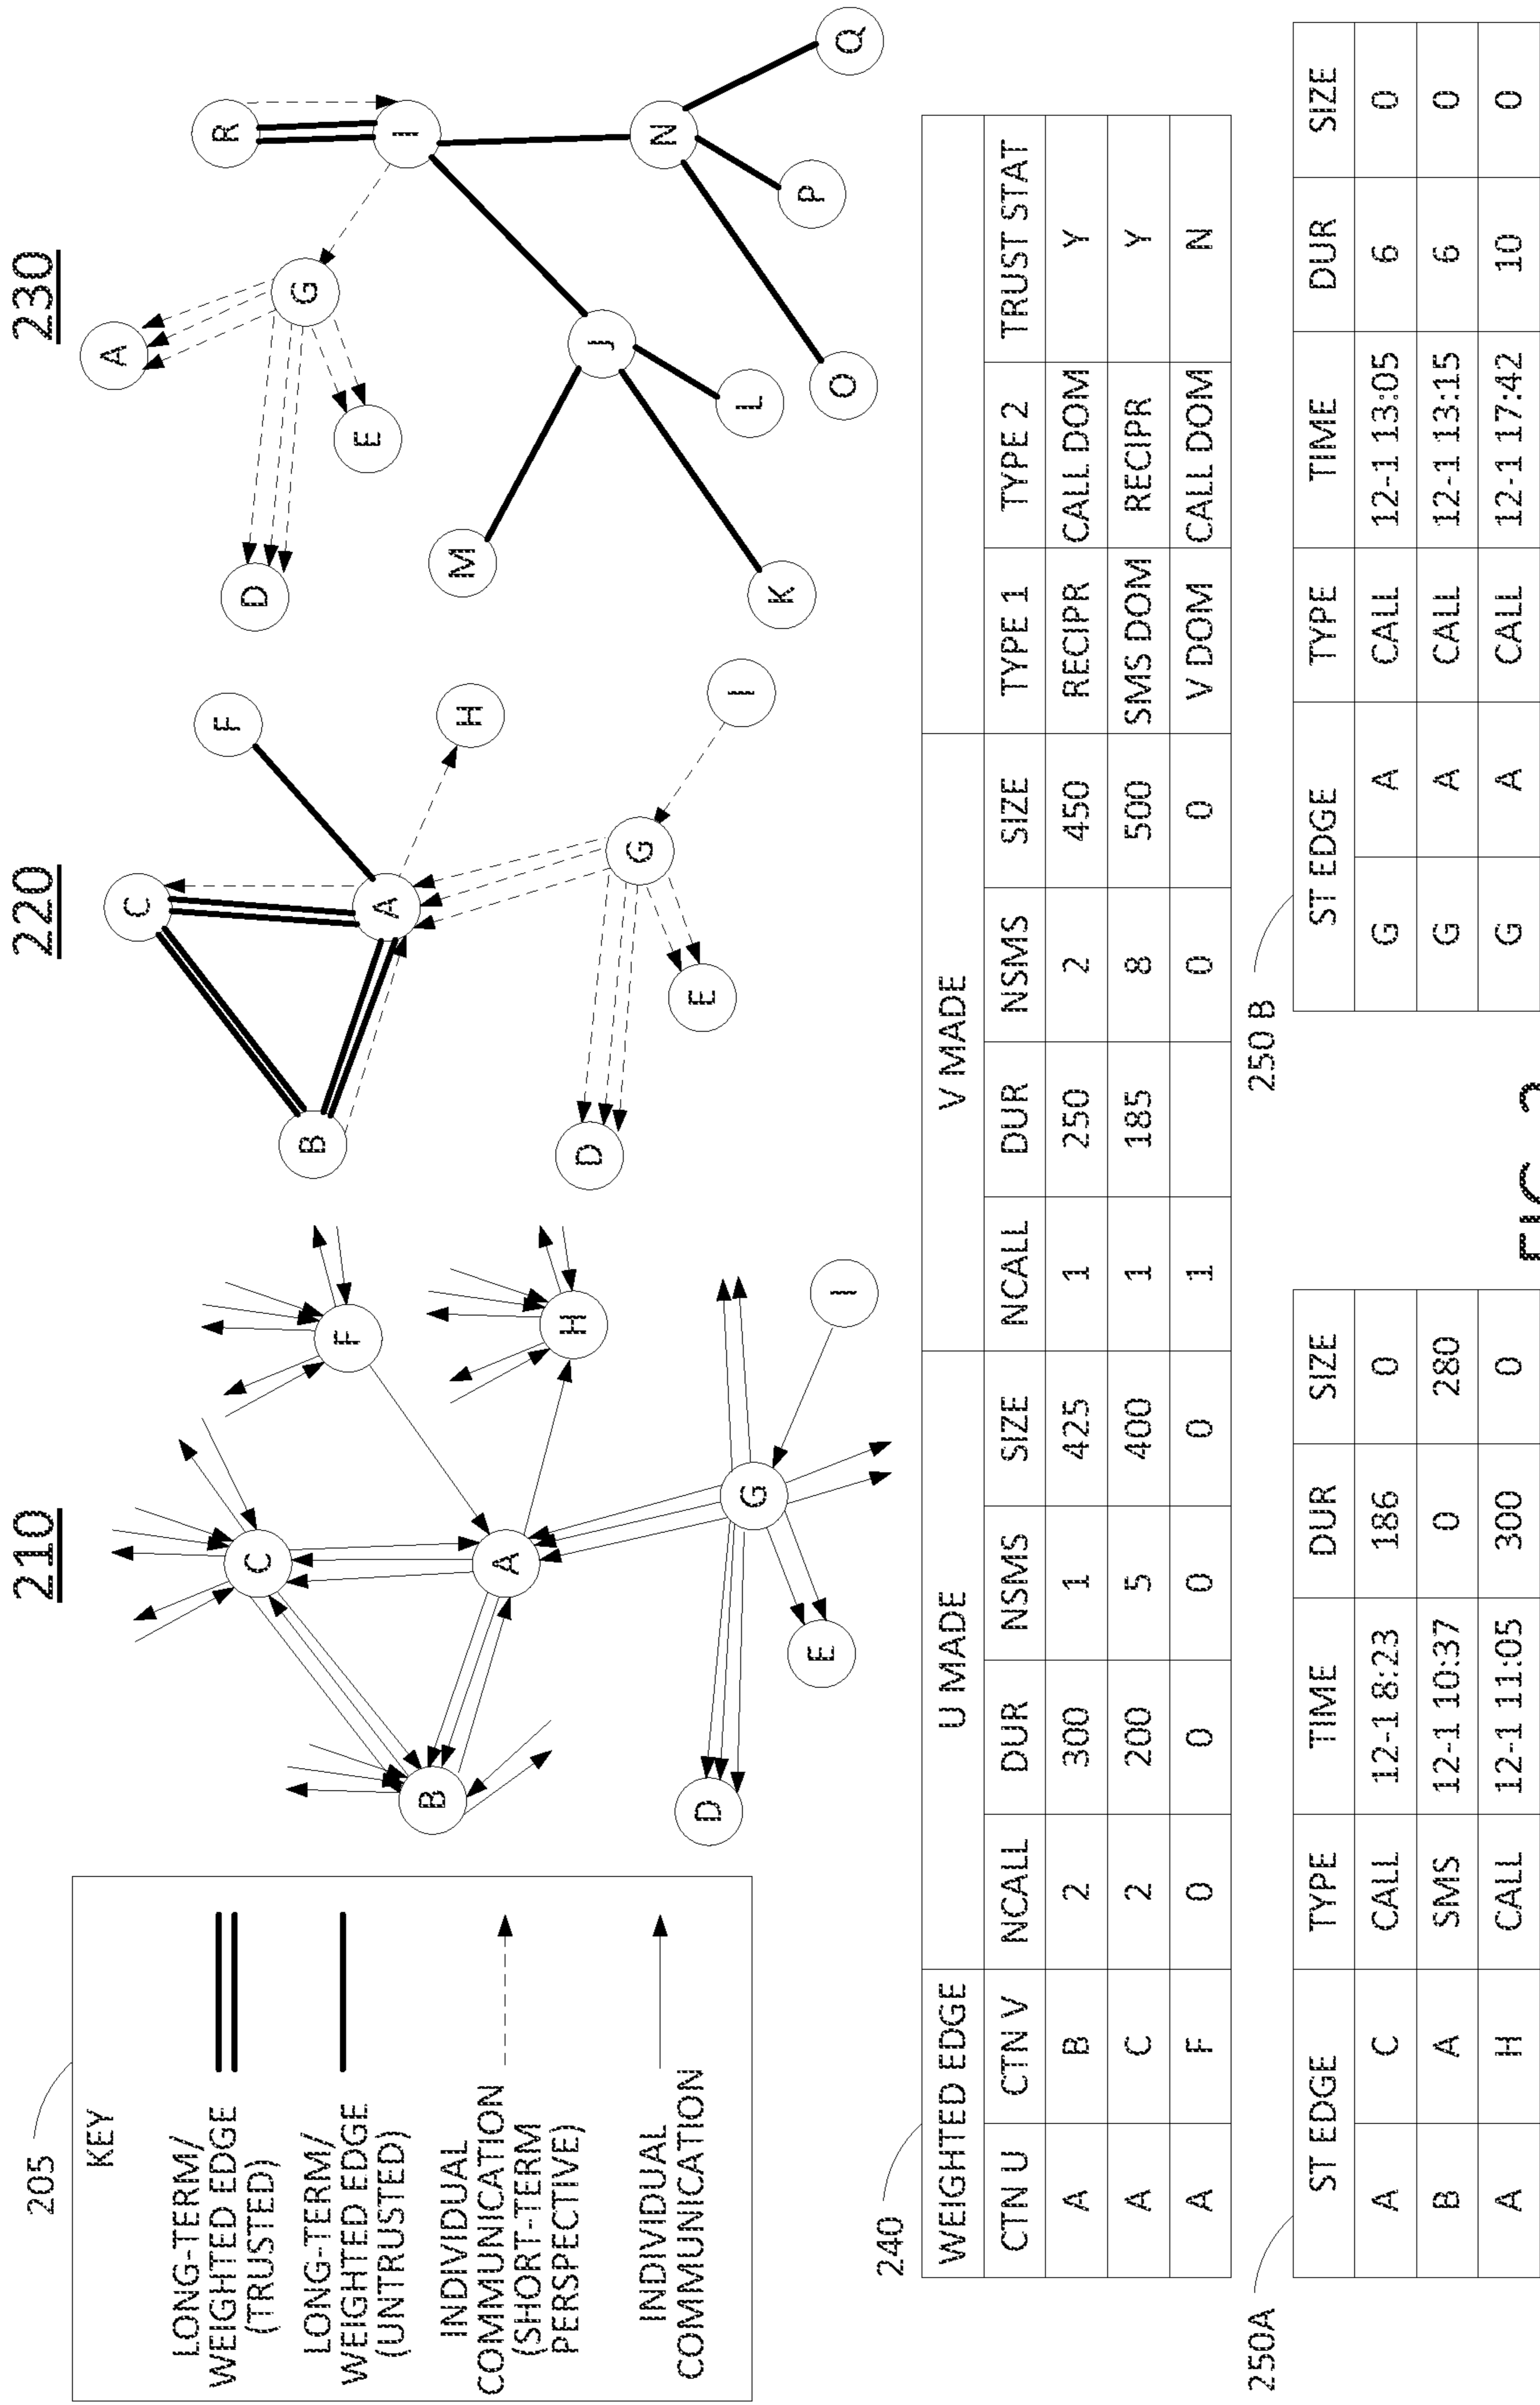 205
KEY
LONG-TERM/
WEIGHTED EDGE
(TRUSTED)
LONG-TERM/
WEIGHTED EDGE
(UNTRUSTED)
INDIVIDUAL
COMMUNICATION
(SHORT-TERM
PERSPECTIVE)
INDIVIDUAL
COMMUNICATION
210
C
F
B
A
H
D
G
E
I
220
C
F
B
A
H
D
G
E
I
230
A
R
D
G
I
E
M
J
N
Q
K
L
P
O
240
WEIGHTED EDGE U MADE V MADE
CTN U CTN V NCALL DUR NSMS SIZE NCALL DUR NSMS SIZE TYPE 1 TYPE 2 TRUST STAT
A B 2 300 1 425 1 250 2 450 RECIPR CALL DOM Y
A C 2 200 5 400 1 185 8 500 SMS DOM RECIPR Y
A F 0 0 0 0 1 0 0 V DOM CALL DOM N
250A
ST EDGE TYPE TIME DUR SIZE
A C CALL 12-1 8:23 186 0
B A SMS 12-1 10:37 0 280
A H CALL 12-1 11:05 300 0
250 B
ST EDGE TYPE TIME DUR SIZE
G A CALL 12-1 13:05 6 0
G A CALL 12-1 13:15 6 0
G A CALL 12-1 17:42 10 0